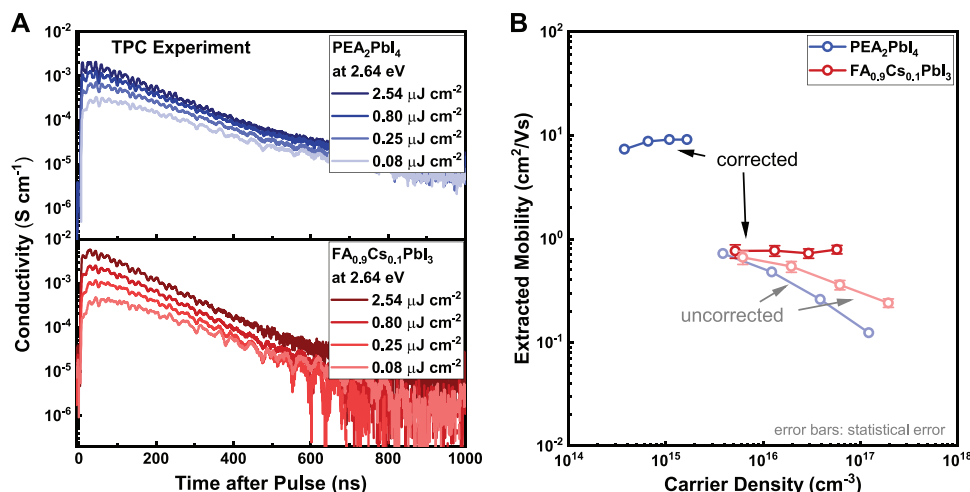 A
TPC Experiment
PEA₂PbI₄
at 2.64 eV
2.54 μJ cm⁻²
0.80 μJ cm⁻²
0.25 μJ cm⁻²
0.08 μJ cm⁻²
10⁻²
10⁻³
10⁻⁴
10⁻⁵
10⁻⁶
10⁻²
10⁻³
10⁻⁴
10⁻⁵
10⁻⁶
Conductivity (S cm⁻¹)
FA₀.₉Cs₀.₁PbI₃
at 2.64 eV
2.54 μJ cm⁻²
0.80 μJ cm⁻²
0.25 μJ cm⁻²
0.08 μJ cm⁻²
0 200 400 600 800 1000
Time after Pulse (ns)
B
PEA₂PbI₄
FA₀.₉Cs₀.₁PbI₃
10²
10¹
10⁰
10⁻¹
10⁻²
Extracted Mobility (cm²/Vs)
corrected
uncorrected
error bars: statistical error
10¹⁴ 10¹⁵ 10¹⁶ 10¹⁷ 10¹⁸
Carrier Density (cm⁻³)